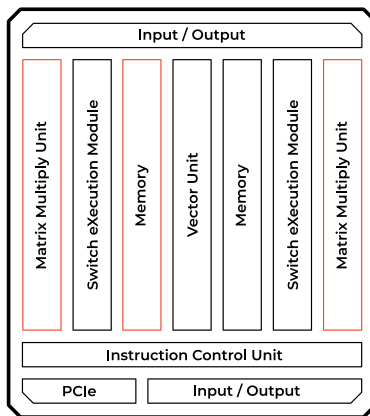 Input / Output
Matrix Multiply Unit
Switch eXecution Module
Memory
Vector Unit
Memory
Switch eXecution Module
Matrix Multiply Unit
Instruction Control Unit
PCIe
Input / Output